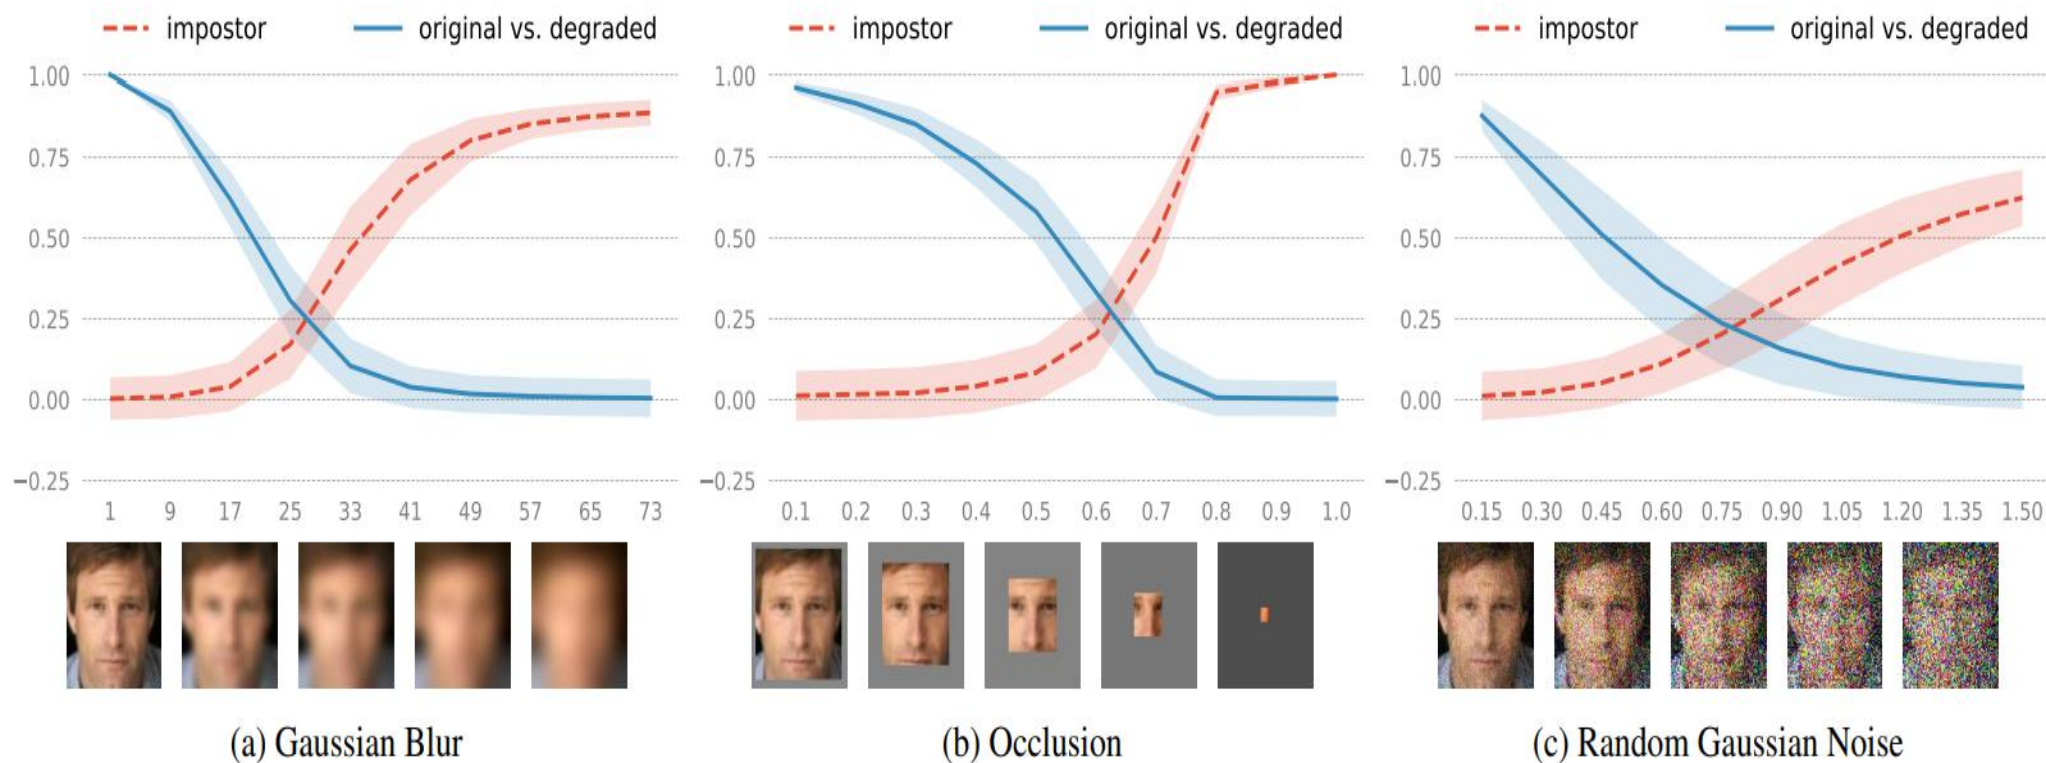 impostor original vs. degraded
1.00
0.75
0.50
0.25
0.00
−0.25
1 9 17 25 33 41 49 57 65 73
(a) Gaussian Blur
impostor original vs. degraded
1.00
0.75
0.50
0.25
0.00
−0.25
0.1 0.2 0.3 0.4 0.5 0.6 0.7 0.8 0.9 1.0
(b) Occlusion
impostor original vs. degraded
1.00
0.75
0.50
0.25
0.00
−0.25
0.15 0.30 0.45 0.60 0.75 0.90 1.05 1.20 1.35 1.50
(c) Random Gaussian Noise